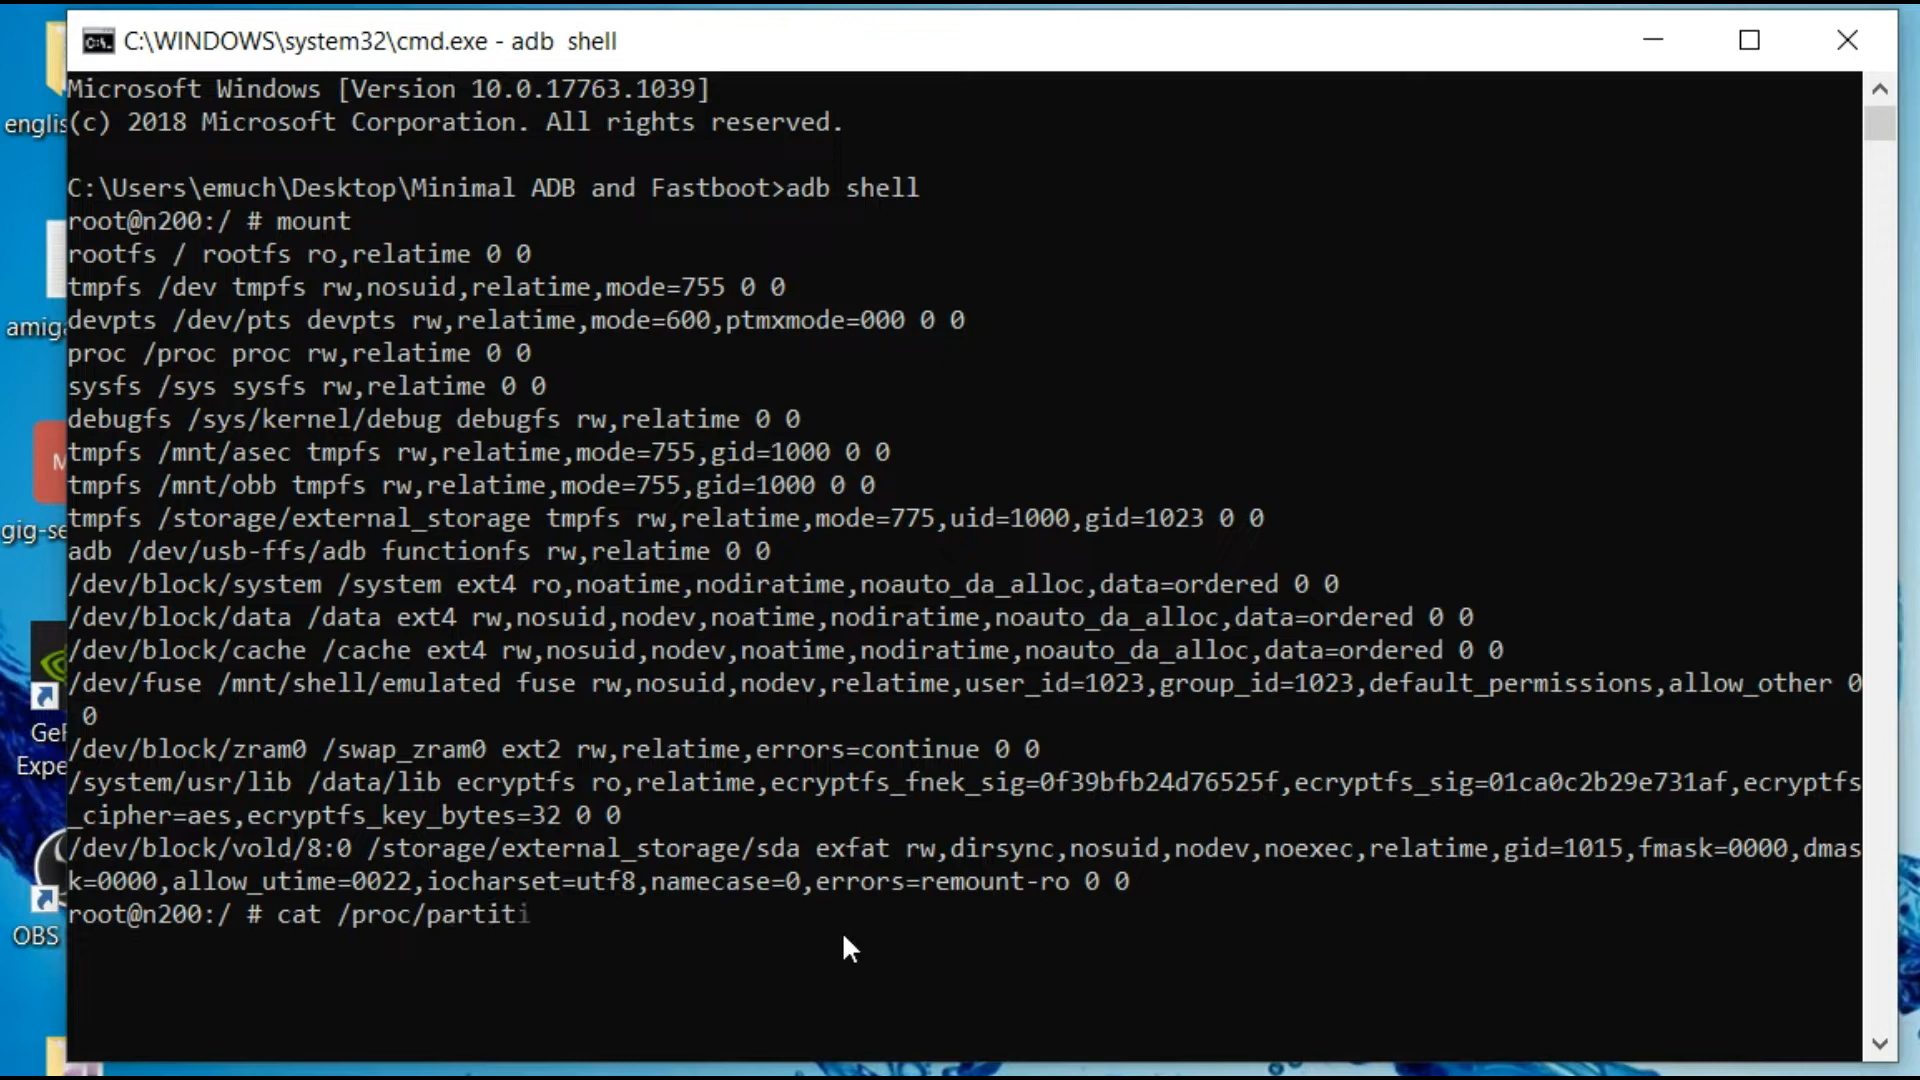 C:\WINDOWS\system32\cmd.exe - adb  shell
Microsoft Windows [Version 10.0.17763.1039]
(c) 2018 Microsoft Corporation. All rights reserved.
C:\Users\emuch\Desktop\Minimal ADB and Fastboot>adb shell
root@n200:/ # mount
rootfs / rootfs ro,relatime 0 0
tmpfs /dev tmpfs rw,nosuid,relatime,mode=755 0 0
devpts /dev/pts devpts rw,relatime,mode=600,ptmxmode=000 0 0
proc /proc proc rw,relatime 0 0
sysfs /sys sysfs rw,relatime 0 0
debugfs /sys/kernel/debug debugfs rw,relatime 0 0
tmpfs /mnt/asec tmpfs rw,relatime,mode=755,gid=1000 0 0
tmpfs /mnt/obb tmpfs rw,relatime,mode=755,gid=1000 0 0
tmpfs /storage/external_storage tmpfs rw,relatime,mode=775,uid=1000,gid=1023 0 0
adb /dev/usb-ffs/adb functionfs rw,relatime 0 0
/dev/block/system /system ext4 ro,noatime,nodiratime,noauto_da_alloc,data=ordered 0 0
/dev/block/data /data ext4 rw,nosuid,nodev,noatime,nodiratime,noauto_da_alloc,data=ordered 0 0
/dev/block/cache /cache ext4 rw,nosuid,nodev,noatime,nodiratime,noauto_da_alloc,data=ordered 0 0
/dev/fuse /mnt/shell/emulated fuse rw,nosuid,nodev,relatime,user_id=1023,group_id=1023,default_permissions,allow_other 0
0
/dev/block/zram0 /swap_zram0 ext2 rw,relatime,errors=continue 0 0
/system/usr/lib /data/lib ecryptfs ro,relatime,ecryptfs_fnek_sig=0f39bfb24d76525f,ecryptfs_sig=01ca0c2b29e731af,ecryptfs
_cipher=aes,ecryptfs_key_bytes=32 0 0
/dev/block/vold/8:0 /storage/external_storage/sda exfat rw,dirsync,nosuid,nodev,noexec,relatime,gid=1015,fmask=0000,dmas
k=0000,allow_utime=0022,iocharset=utf8,namecase=0,errors=remount-ro 0 0
root@n200:/ # cat /proc/partiti
englis
amiga
gig-se
GeF
Expe
OBS